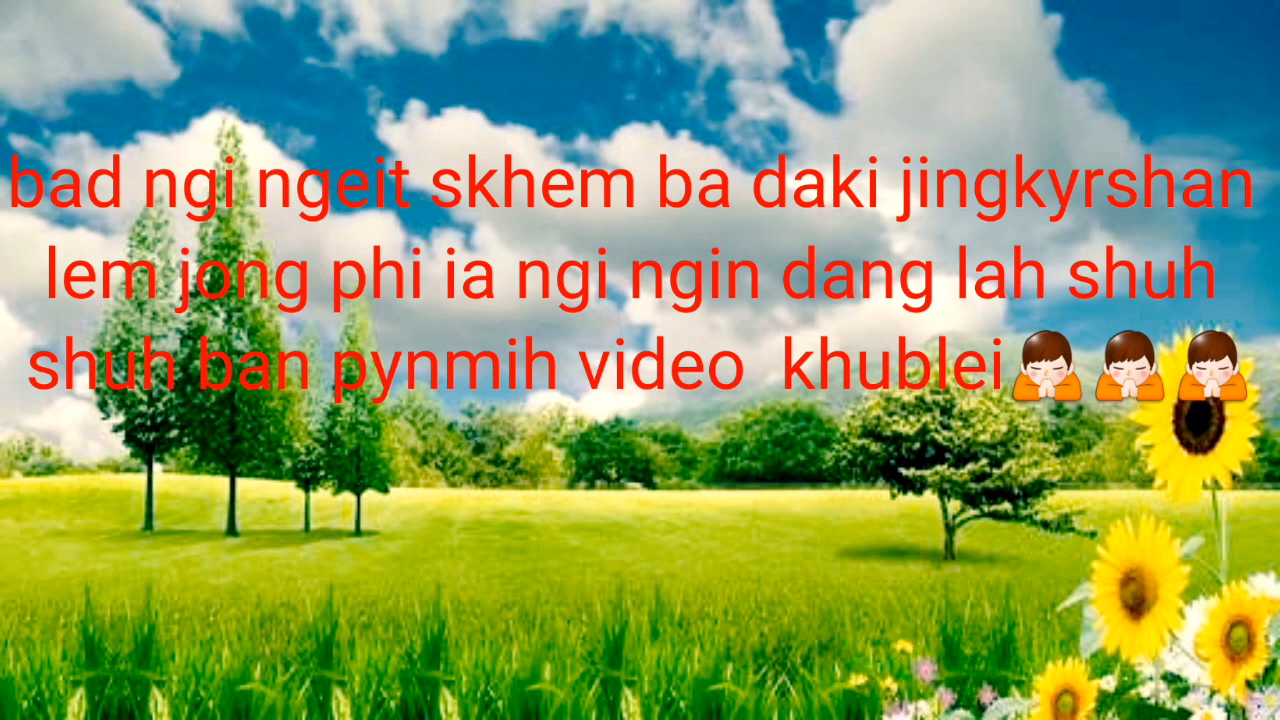 bad ngi ngeit skhem ba daki jingkyrshan
lem jong phi ia ngi ngin dang lah shuh
shuh ban pynmih video khublei🙏🙏🙏